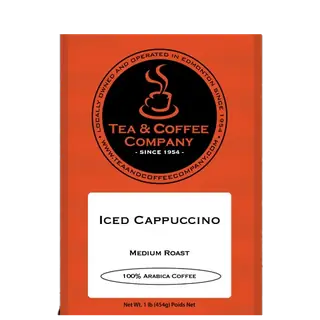 • LOCALLY OWNED AND OPERATED IN EDMONTON SINCE 1954 •
TEA & COFFEE
COMPANY
- SINCE 1954 -
WWW.TEAANDCOFFEECOMPANY.COM
ICED CAPPUCCINO
MEDIUM ROAST
100% ARABICA COFFEE
Net Wt. 1 lb (454g) Poids Net